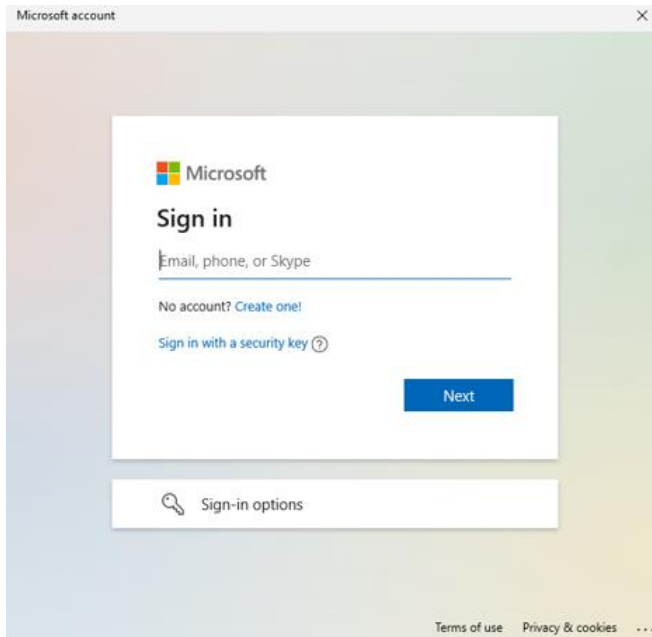 Microsoft account
Microsoft
Sign in
Email, phone, or Skype
No account? Create one!
Sign in with a security key
Next
Sign-in options
Terms of use Privacy & cookies ...